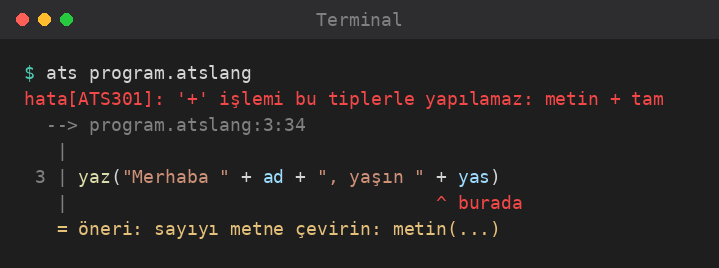 Terminal
$ ats program.atslang
hata[ATS301]: '+' işlemi bu tiplerle yapılamaz: metin + tam
--> program.atslang:3:34
|
3 | yaz("Merhaba " + ad + ", yaşın " + yas)
| ^ burada
= öneri: sayıyı metne çevirin: metin(...)